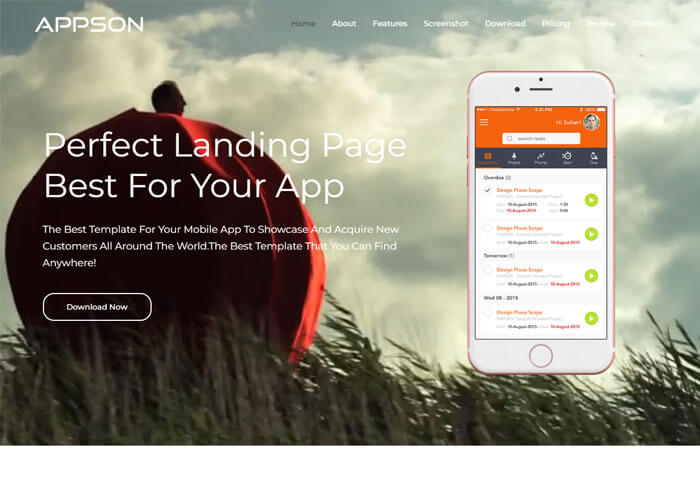 APPSON
Home About Features Screenshot Download Pricing Review Contact
Perfect Landing Page
Best For Your App
The Best Template For Your Mobile App To Showcase And Acquire New
Customers All Around The World.The Best Template That You Can Find
Anywhere!
Download Now
4:21 PM
Hi Julian!
search tasks
Project Priority Start Due
Overdue (2)
Design Phase Scope
10-August-2015 1:20
10-August-2015 0:00
Design Phase Scope
10-August-2015 10-August-2015
Tomorrow (1)
Design Phase Scope
10-August-2015 10-August-2015
Wed 08 - 2015
Design Phase Scope
10-August-2015 10-August-2015